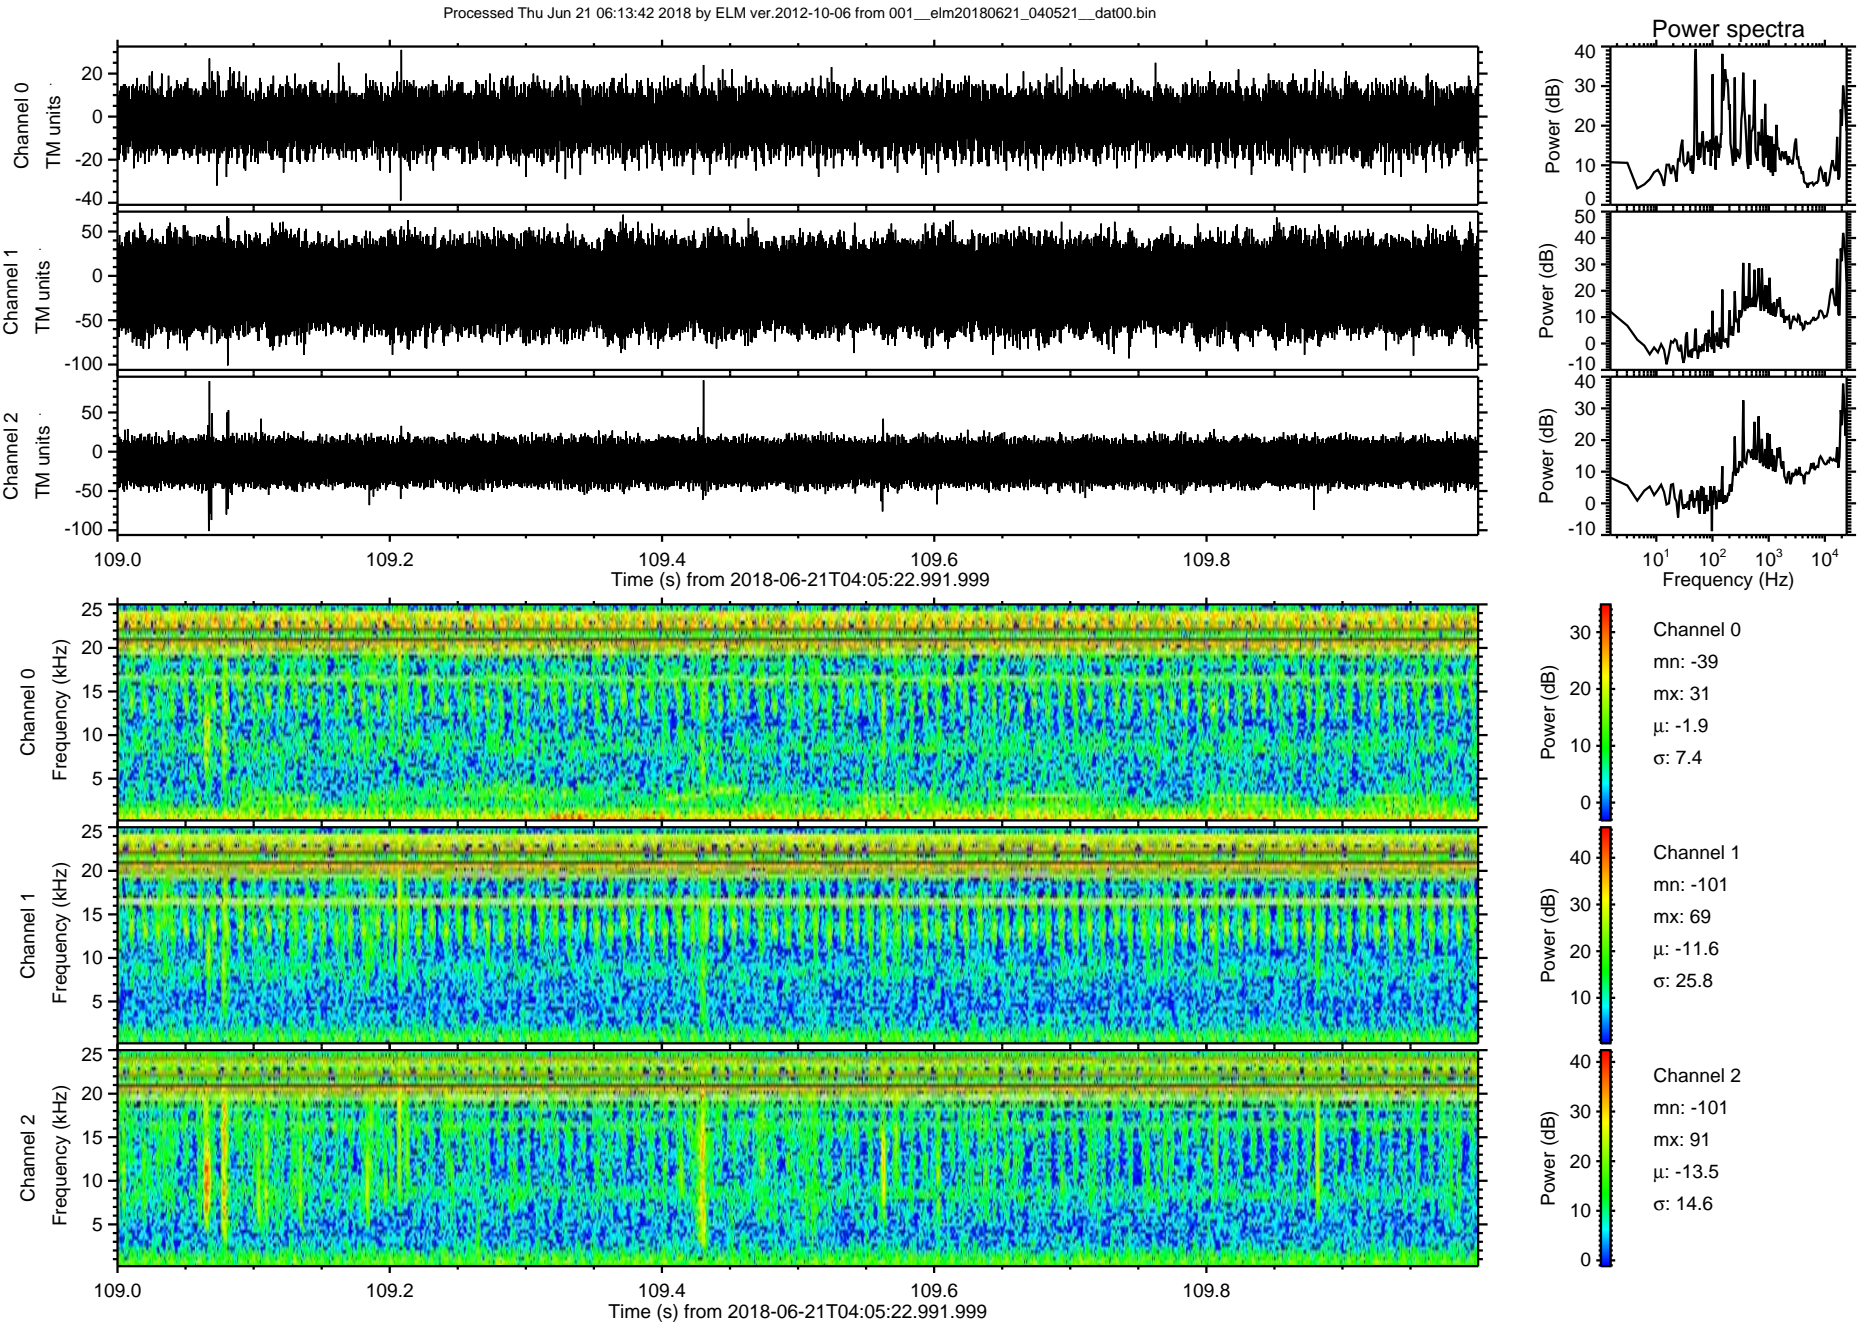 Processed Thu Jun 21 06:13:42 2018 by ELM ver.2012-10-06 from 001__elm20180621_040521__dat00.bin
Power spectra
Channel 0
TM units
20
0
-20
-40
Power (dB)
40
30
20
10
0
Channel 1
TM units
50
0
-50
-100
Power (dB)
50
40
30
20
10
0
-10
Channel 2
TM units
50
0
-50
-100
Power (dB)
40
30
20
10
0
-10
109.0 109.2 109.4 109.6 109.8
Time (s) from 2018-06-21T04:05:22.991.999
10¹ 10² 10³ 10⁴
Frequency (Hz)
Channel 0
Frequency (kHz)
25
20
15
10
5
Power (dB)
30
20
10
0
Channel 0
mn: -39
mx: 31
μ: -1.9
σ: 7.4
Channel 1
Frequency (kHz)
25
20
15
10
5
Power (dB)
40
30
20
10
Channel 1
mn: -101
mx: 69
μ: -11.6
σ: 25.8
Channel 2
Frequency (kHz)
25
20
15
10
5
Power (dB)
40
30
20
10
0
Channel 2
mn: -101
mx: 91
μ: -13.5
σ: 14.6
109.0 109.2 109.4 109.6 109.8
Time (s) from 2018-06-21T04:05:22.991.999